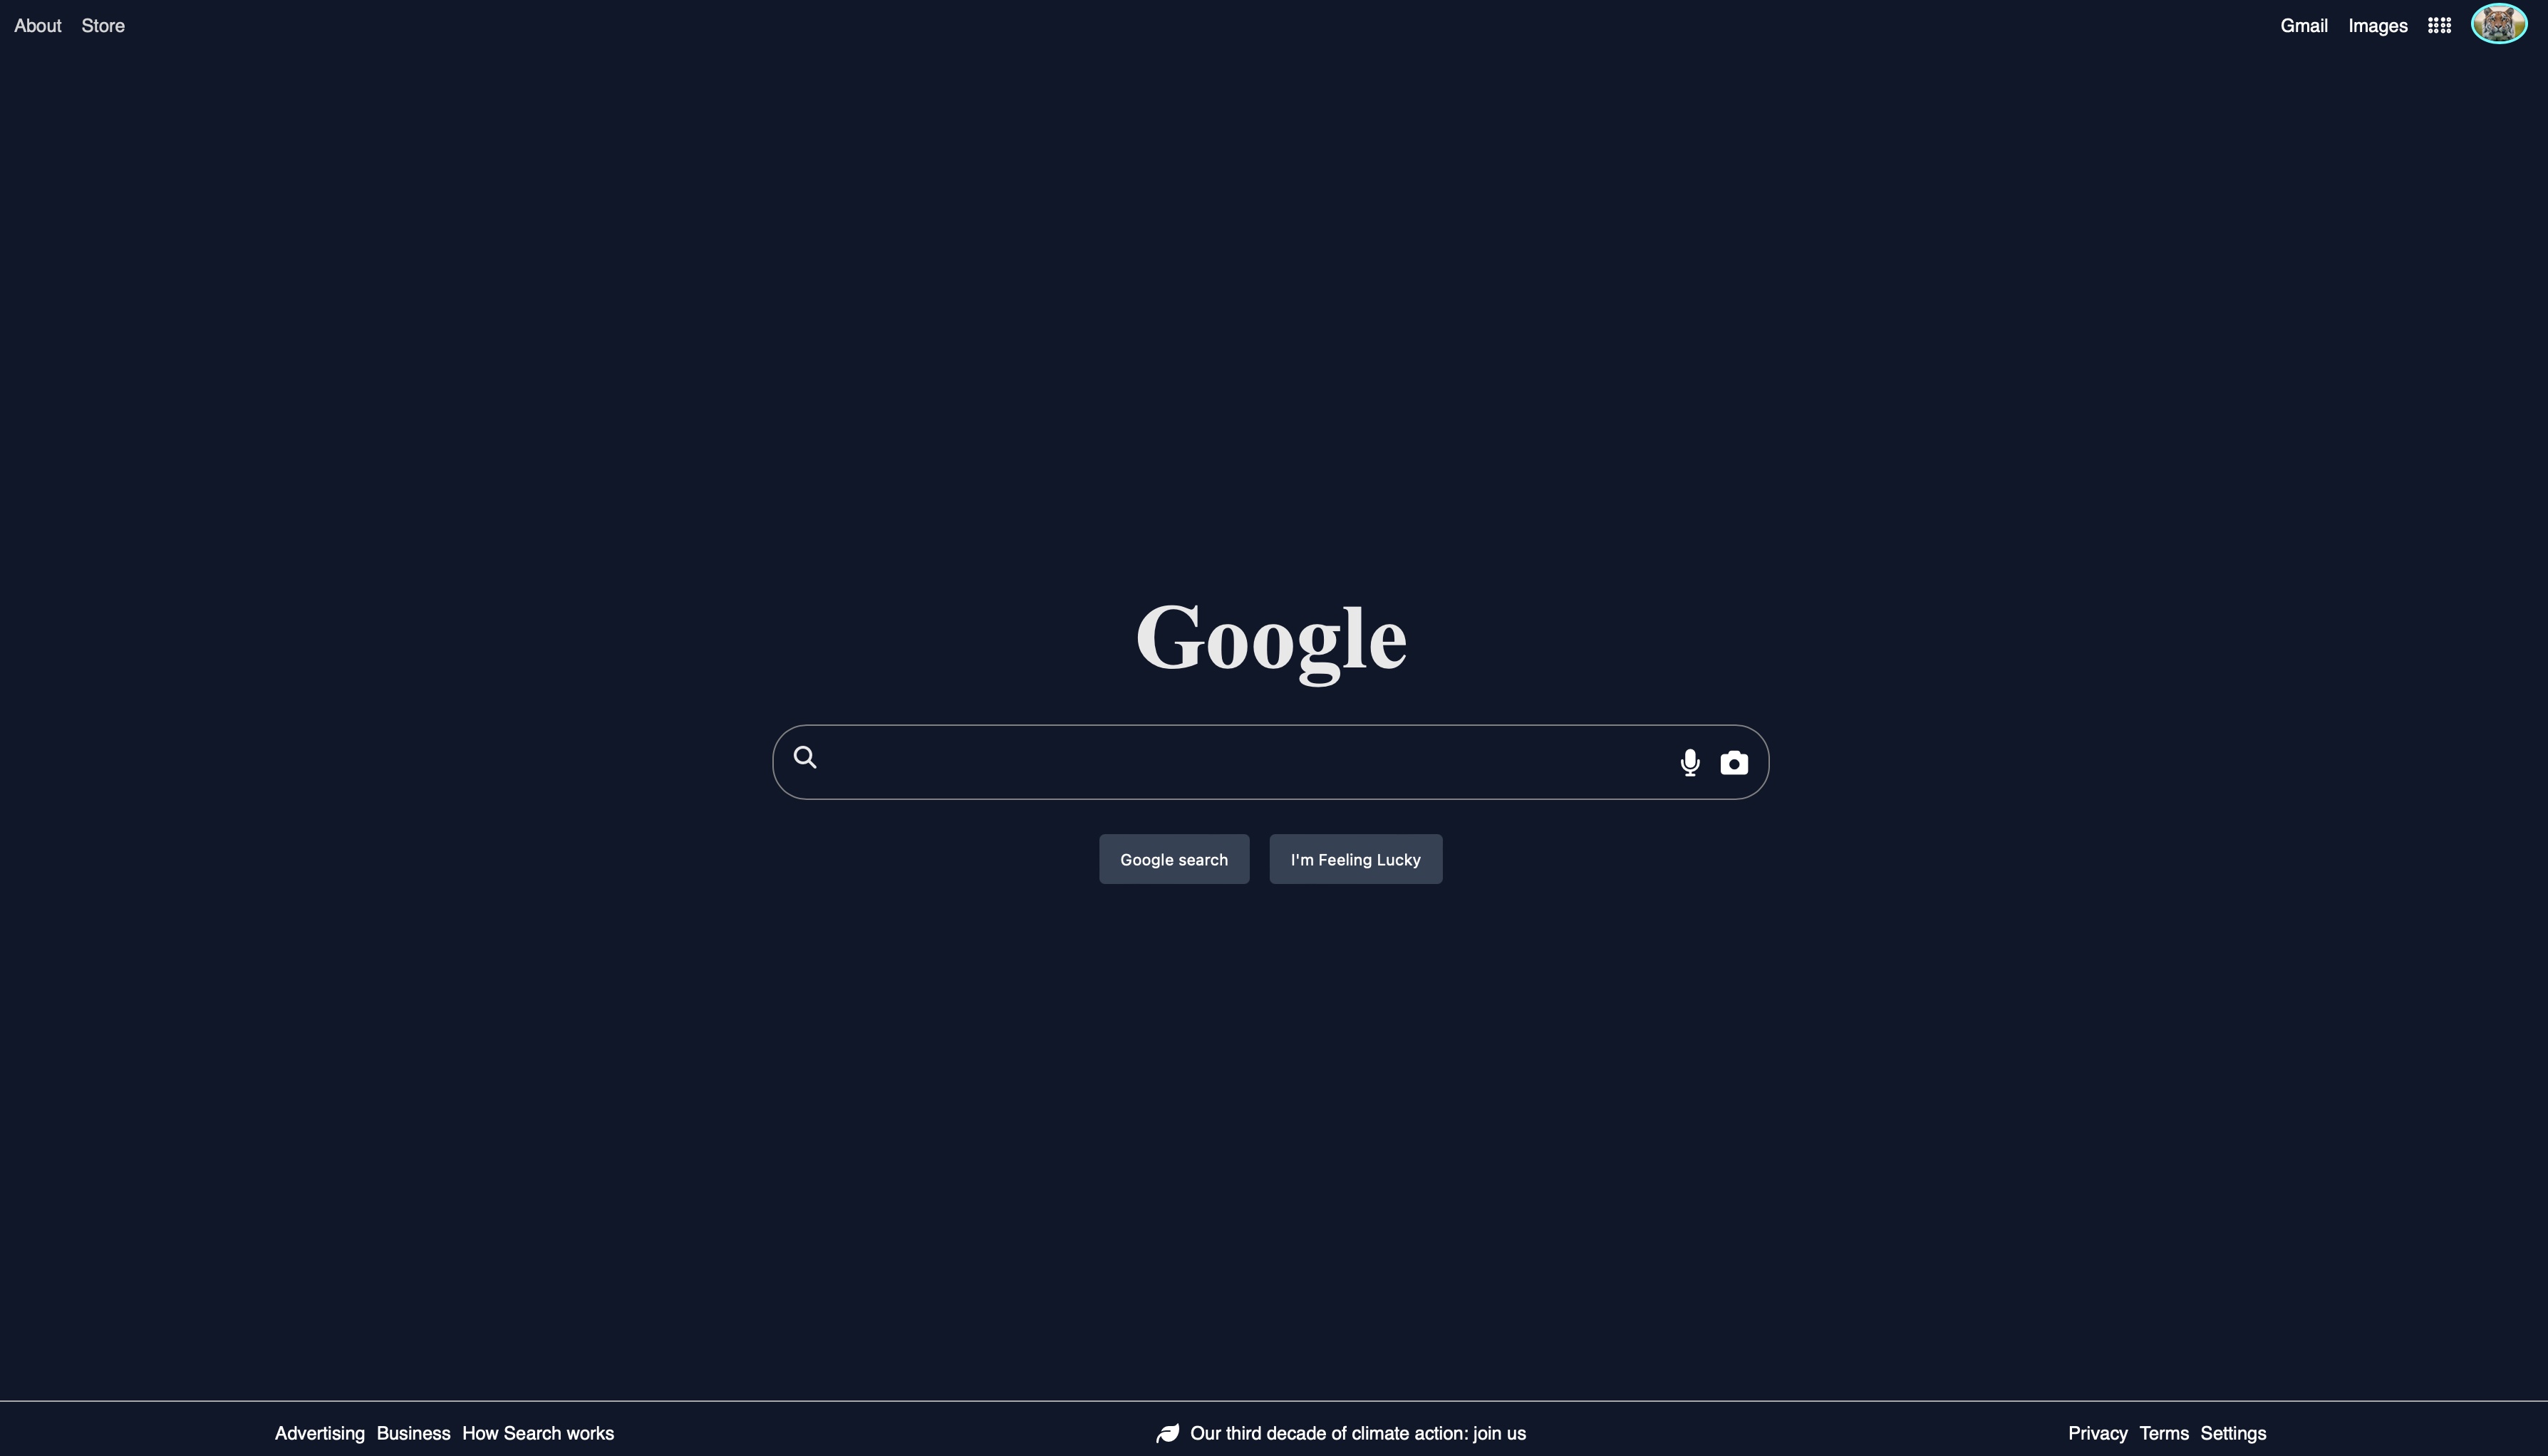 About Store
Gmail Images
Google
Google search I'm Feeling Lucky
Advertising Business How Search works
Our third decade of climate action: join us
Privacy Terms Settings